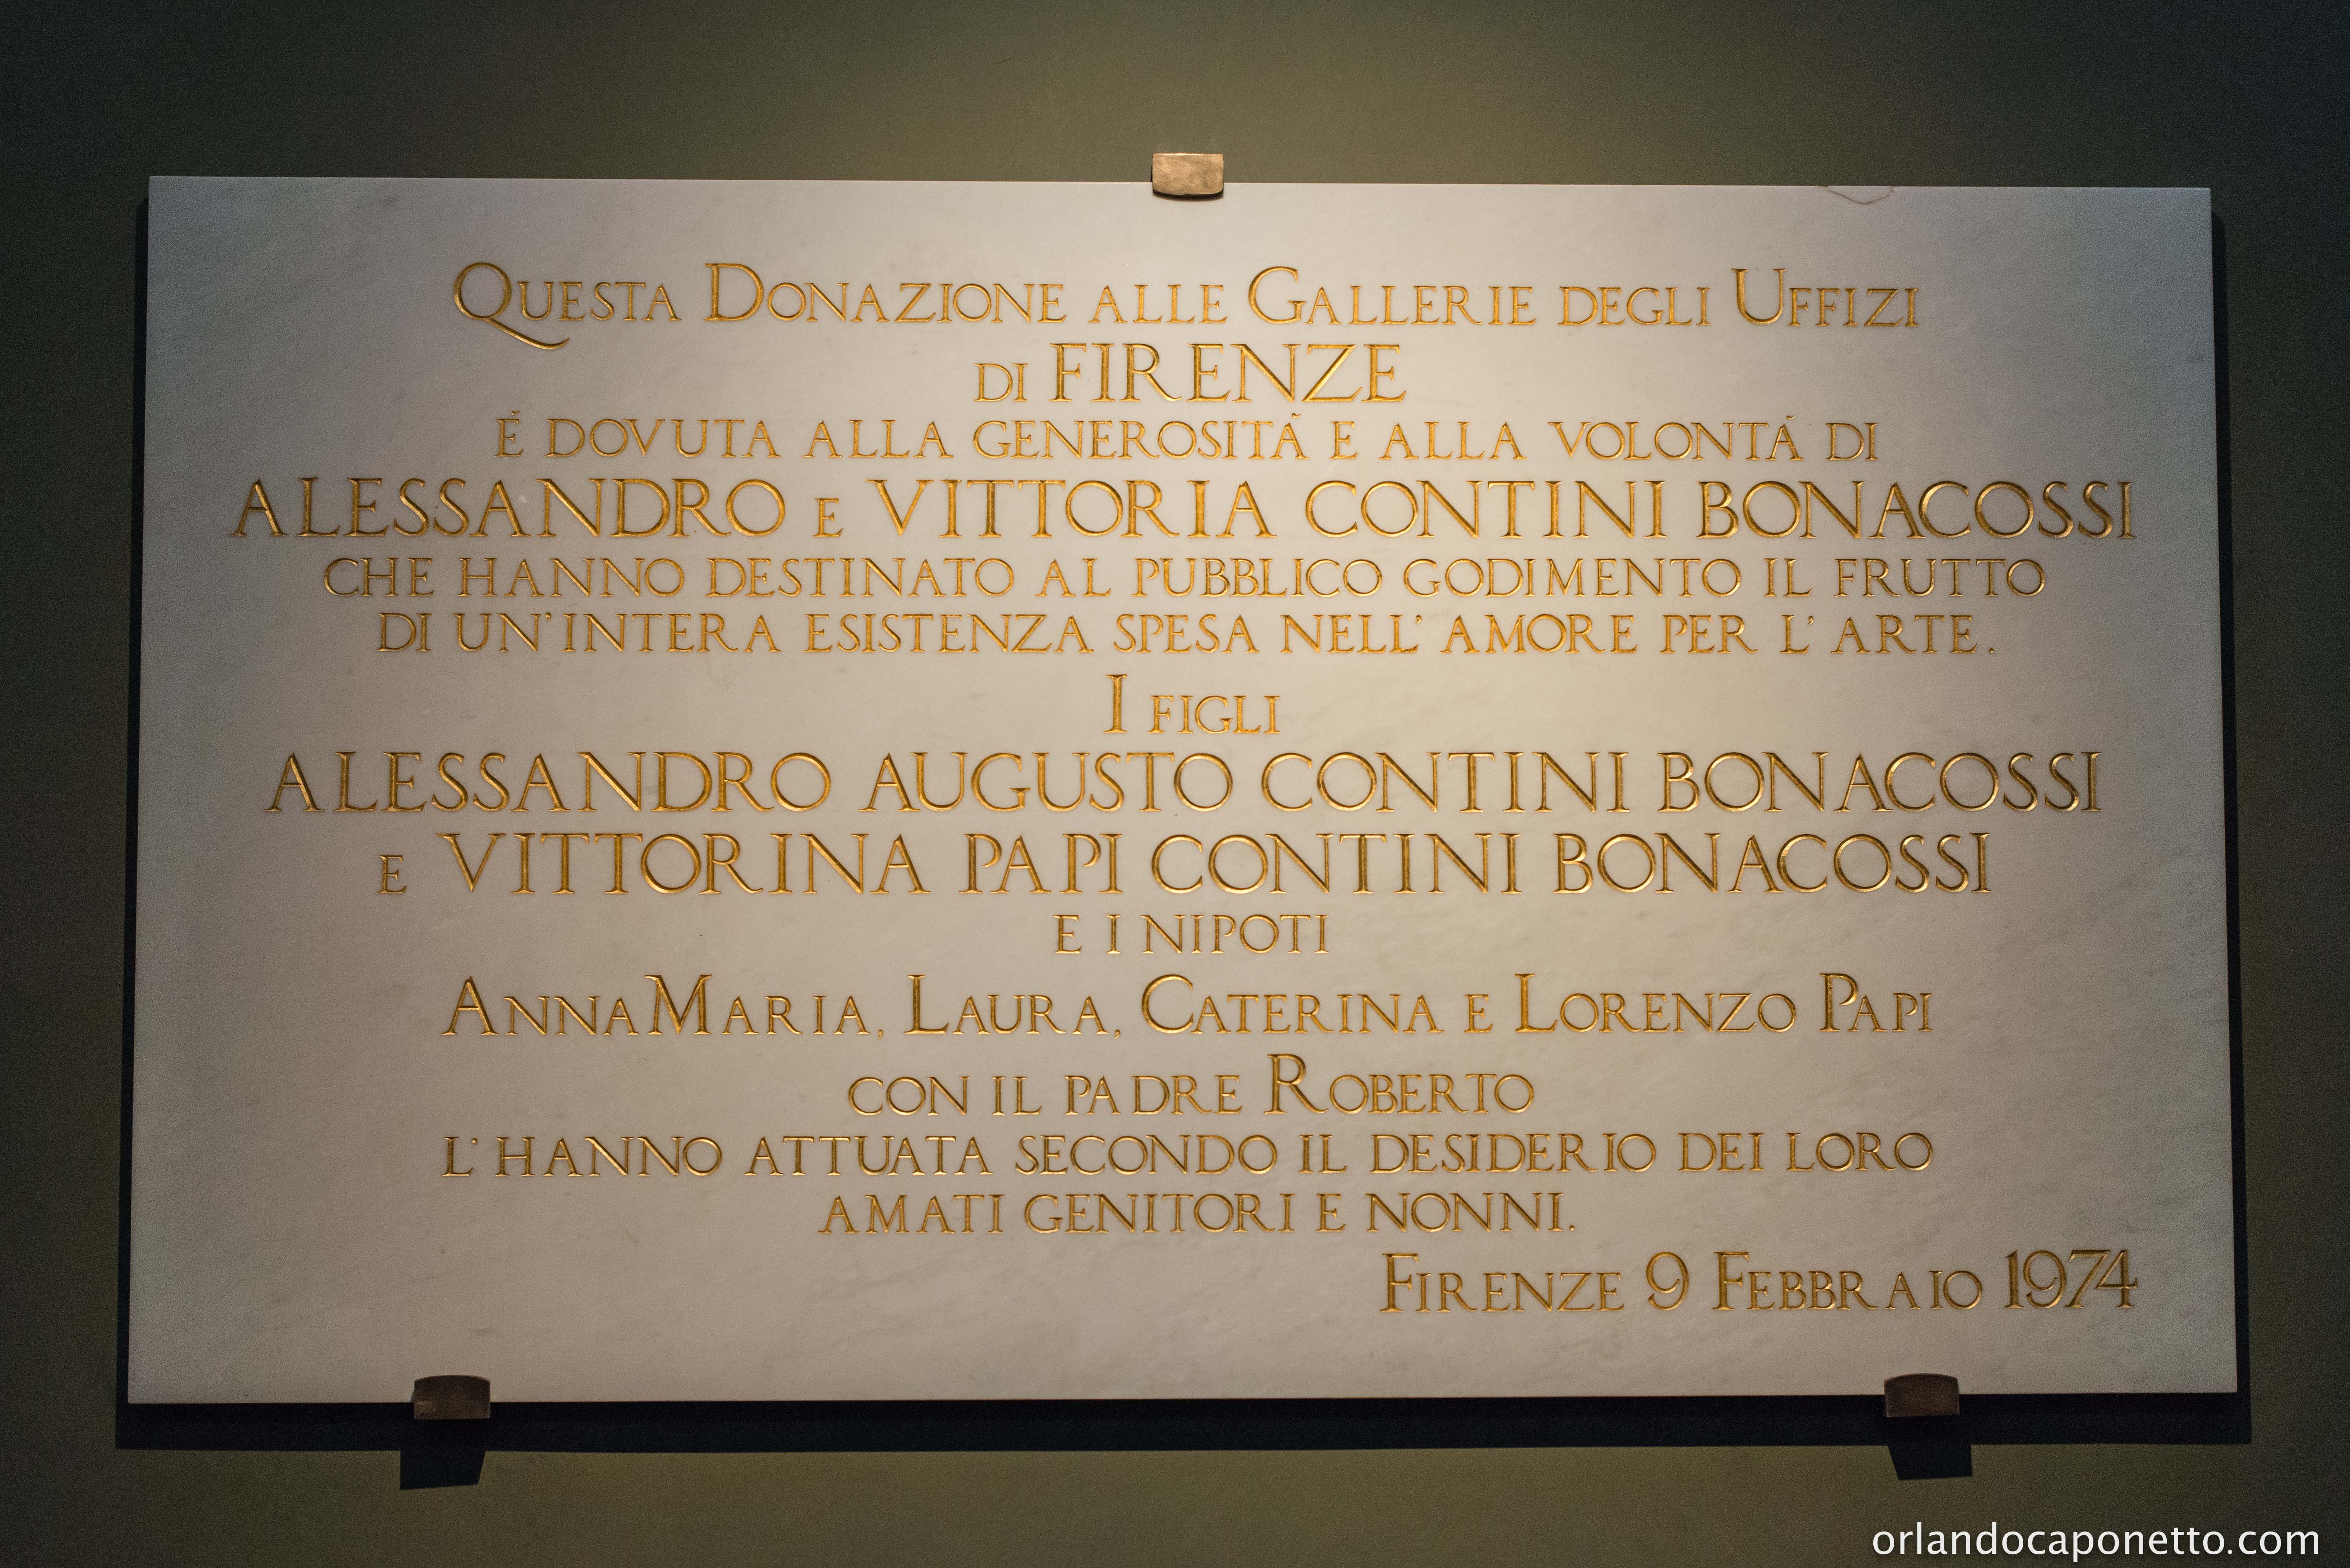 Questa Donazione alle Gallerie degli Uffizi
di FIRENZE
É DOVUTA ALLA GENEROSITÁ E ALLA VOLONTÁ DI
ALESSANDRO E VITTORIA CONTINI BONACOSSI
CHE HANNO DESTINATO AL PUBBLICO GODIMENTO IL FRUTTO
DI UN'INTERA ESISTENZA SPESA NELL' AMORE PER L' ARTE.
I FIGLI
ALESSANDRO AUGUSTO CONTINI BONACOSSI
E VITTORINA PAPI CONTINI BONACOSSI
E I NIPOTI
AnnaMaria, Laura, Caterina e Lorenzo Papi
CON IL PADRE ROBERTO
L'HANNO ATTUATA SECONDO IL DESIDERIO DEI LORO
AMATI GENITORI E NONNI.
Firenze 9 Febbraio 1974
orlandocaponetto.com